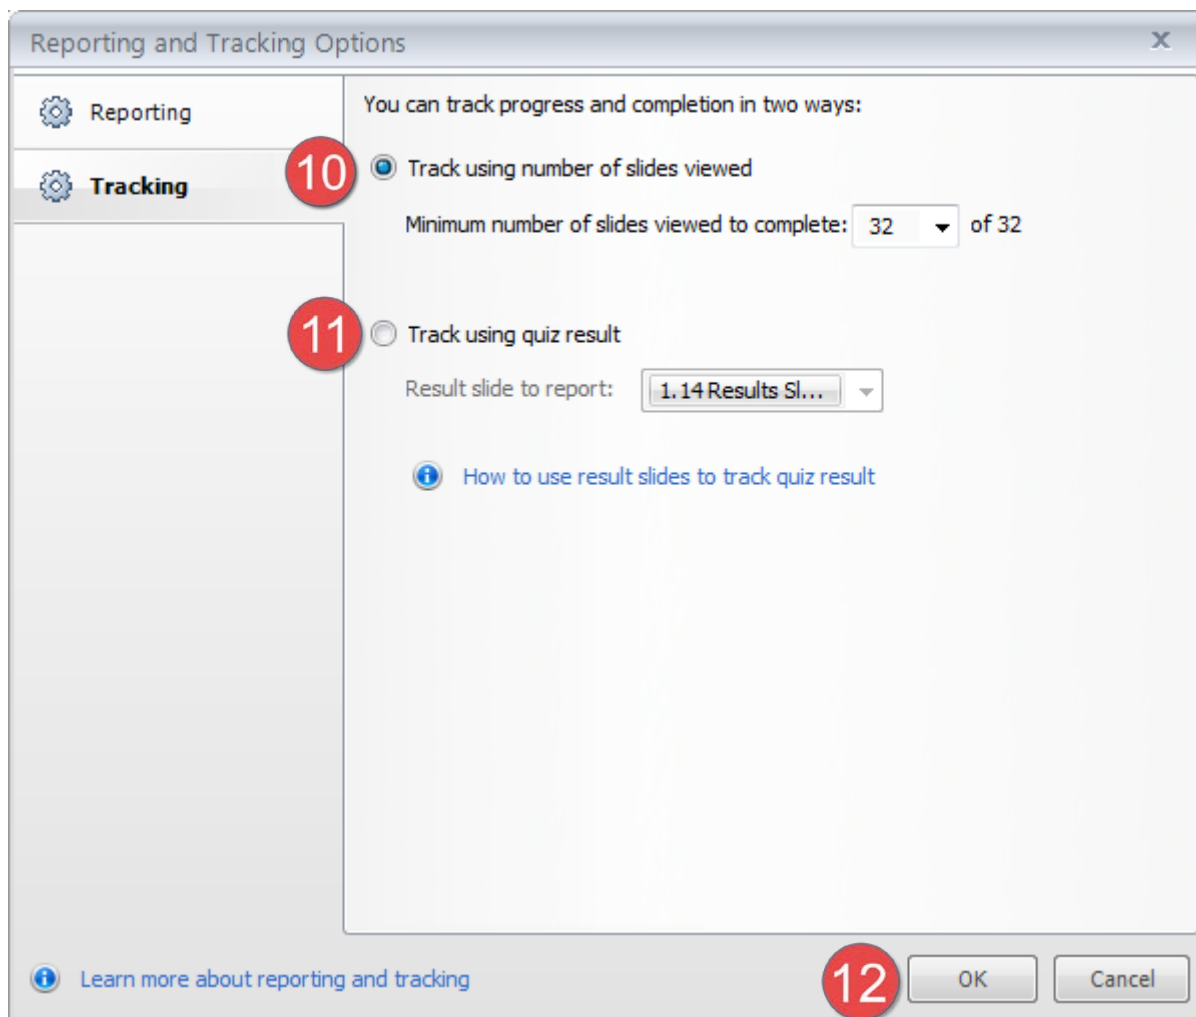 Reporting and Tracking Options
x
Reporting
Tracking
You can track progress and completion in two ways:
10
Track using number of slides viewed
Minimum number of slides viewed to complete: 32 of 32
11
Track using quiz result
Result slide to report: 1.14 Results Sl...
How to use result slides to track quiz result
Learn more about reporting and tracking
12
OK
Cancel